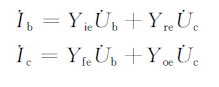 İ_b = Y_ie U̇_b + Y_re U̇_c
İ_c = Y_fe U̇_b + Y_oe U̇_c